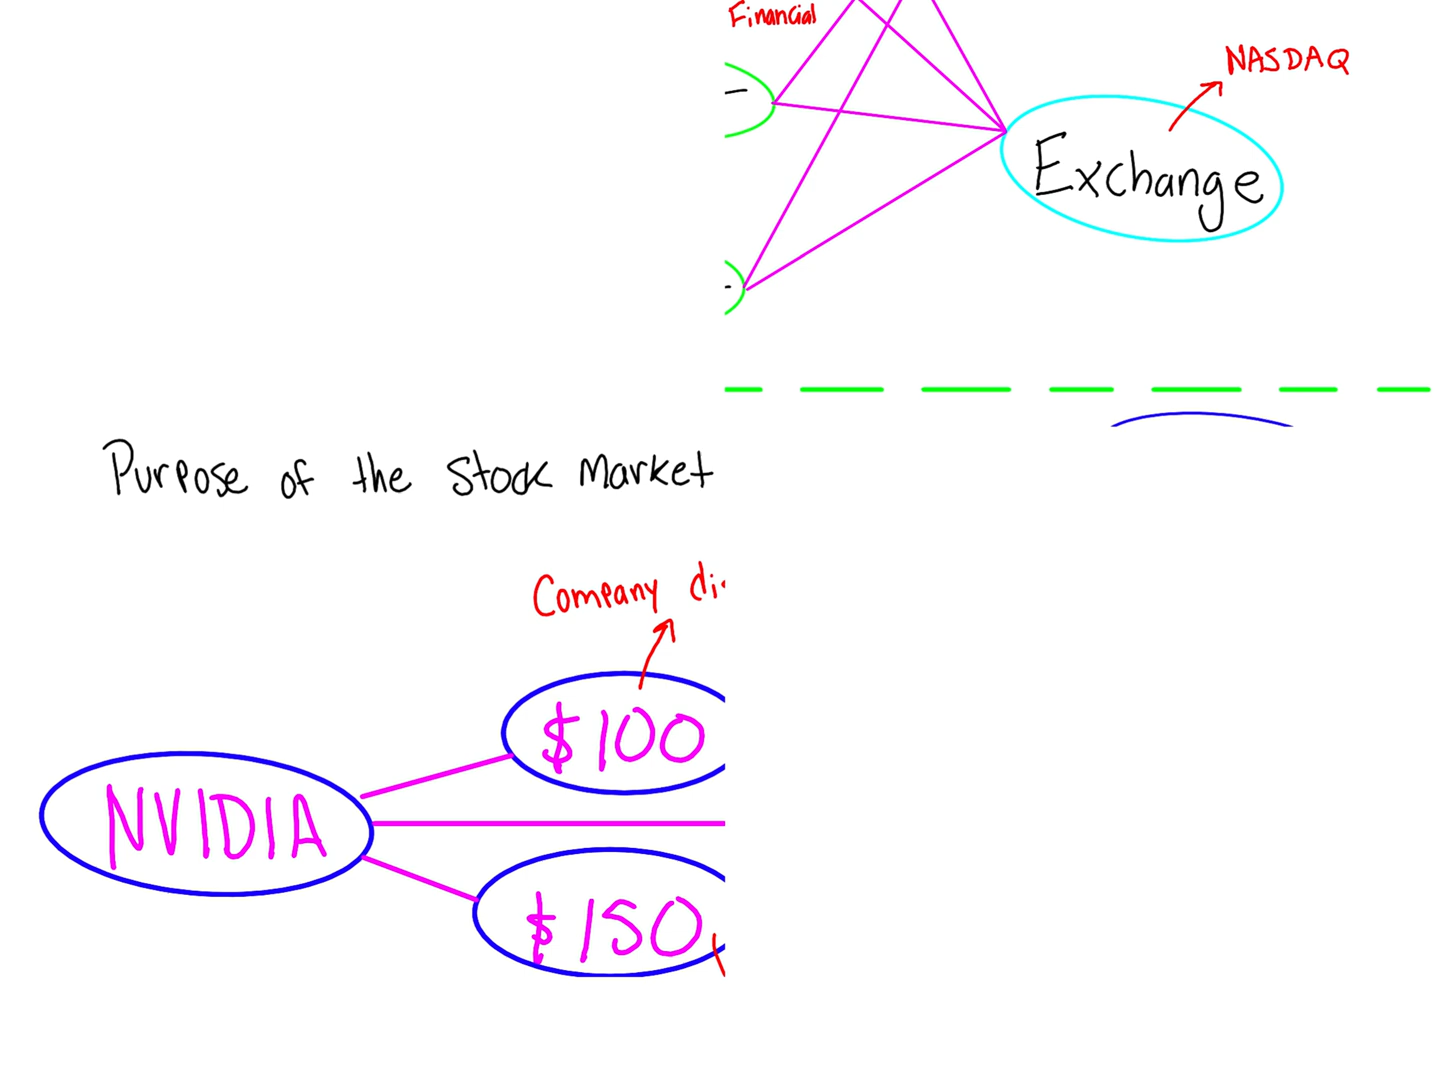 Financial
NASDAQ
Exchange
Purpose of the Stock Market
Company
$100
NVIDIA
$150